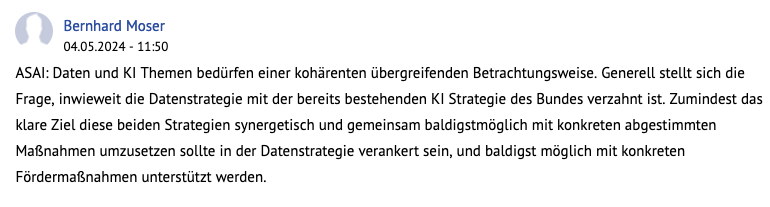 Bernhard Moser
04.05.2024 - 11:50
ASAI: Daten und KI Themen bedürfen einer kohärenten übergreifenden Betrachtungsweise. Generell stellt sich die
Frage, inwieweit die Datenstrategie mit der bereits bestehenden KI Strategie des Bundes verzahnt ist. Zumindest das
klare Ziel diese beiden Strategien synergetisch und gemeinsam baldigstmöglich mit konkreten abgestimmten
Maßnahmen umzusetzen sollte in der Datenstrategie verankert sein, und baldigst möglich mit konkreten
Fördermaßnahmen unterstützt werden.